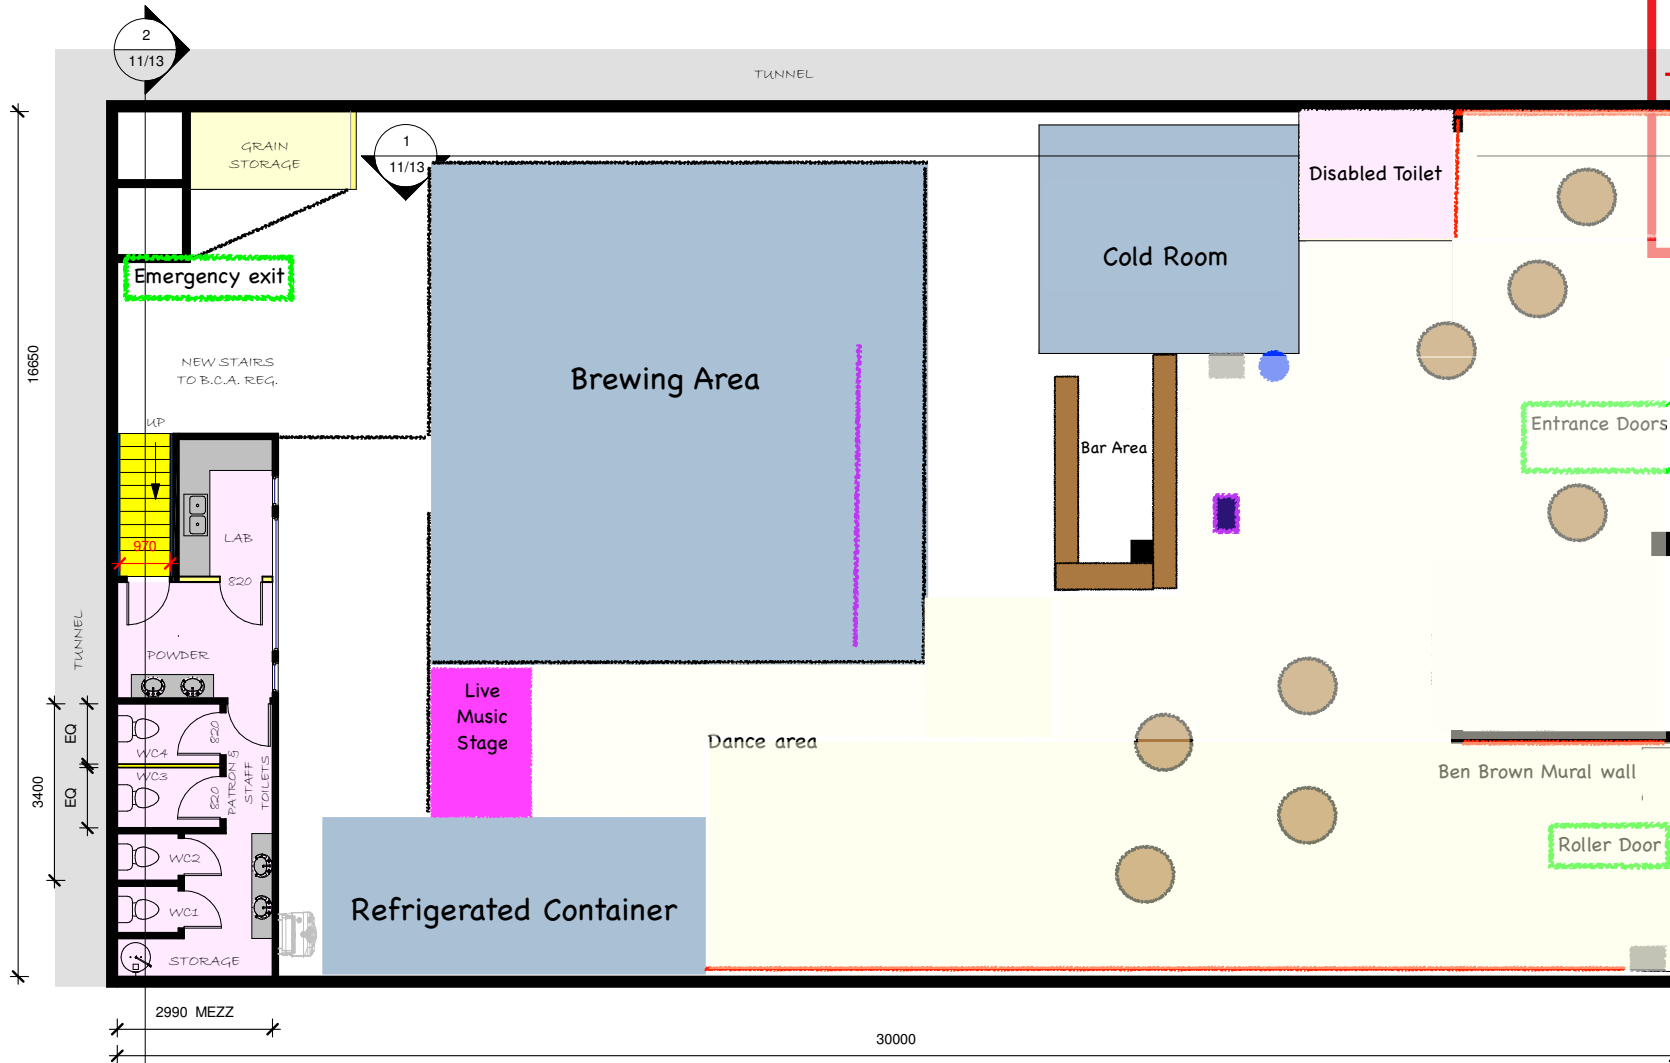 2
11/13
TUNNEL
GRAIN
STORAGE
1
11/13
Disabled Toilet
Cold Room
Emergency exit
NEW STAIRS
TO B.C.A. REG.
Brewing Area
16650
UP
Entrance Doors
Bar Area
LAB
970
820
TUNNEL
POWDER
Live
Music
Stage
EQ
WC4
820
Dance area
WC3
EQ
820
PATRON &
STAFF
TOILETS
3400
Ben Brown Mural wall
Roller Door
WC2
WC1
Refrigerated Container
STORAGE
2990 MEZZ
30000